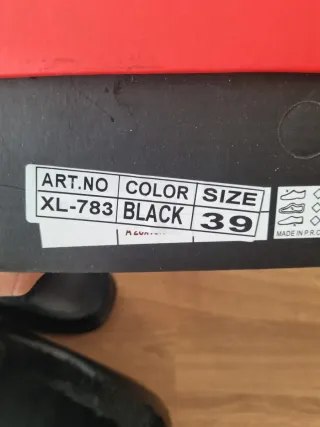 ART.NO COLOR SIZE
XL-783 BLACK 39
MADE IN P.R.C